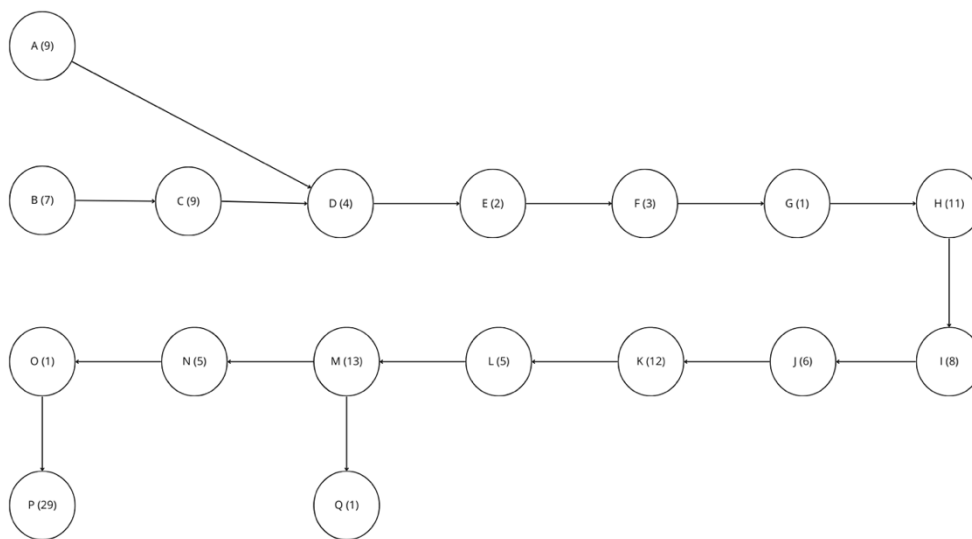 A (9)
B (7)
C (9)
D (4)
E (2)
F (3)
G (1)
H (11)
O (1)
N (5)
M (13)
L (5)
K (12)
J (6)
I (8)
P (29)
Q (1)